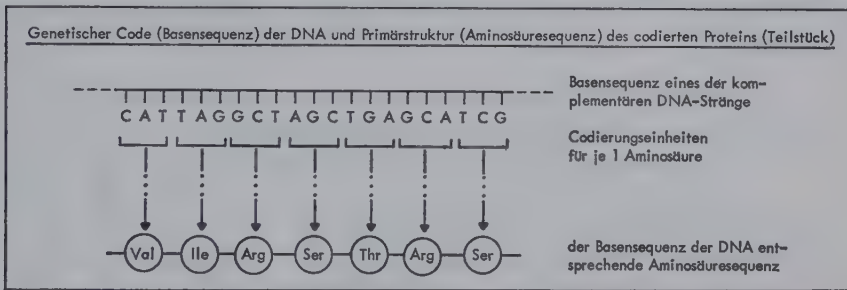 Genetischer Code (Basensequenz) der DNA und Primärstruktur (Aminosäuresequenz) des codierten Proteins (Teilstück)
Basensequenz eines der kom-
plementären DNA-Stränge
C A T T A G G C T A G C T G A G C A T C G
Codierungseinheiten
für je 1 Aminosäure
Val Ile Arg Ser Thr Arg Ser
der Basensequenz der DNA ent-
sprechende Aminosäuresequenz